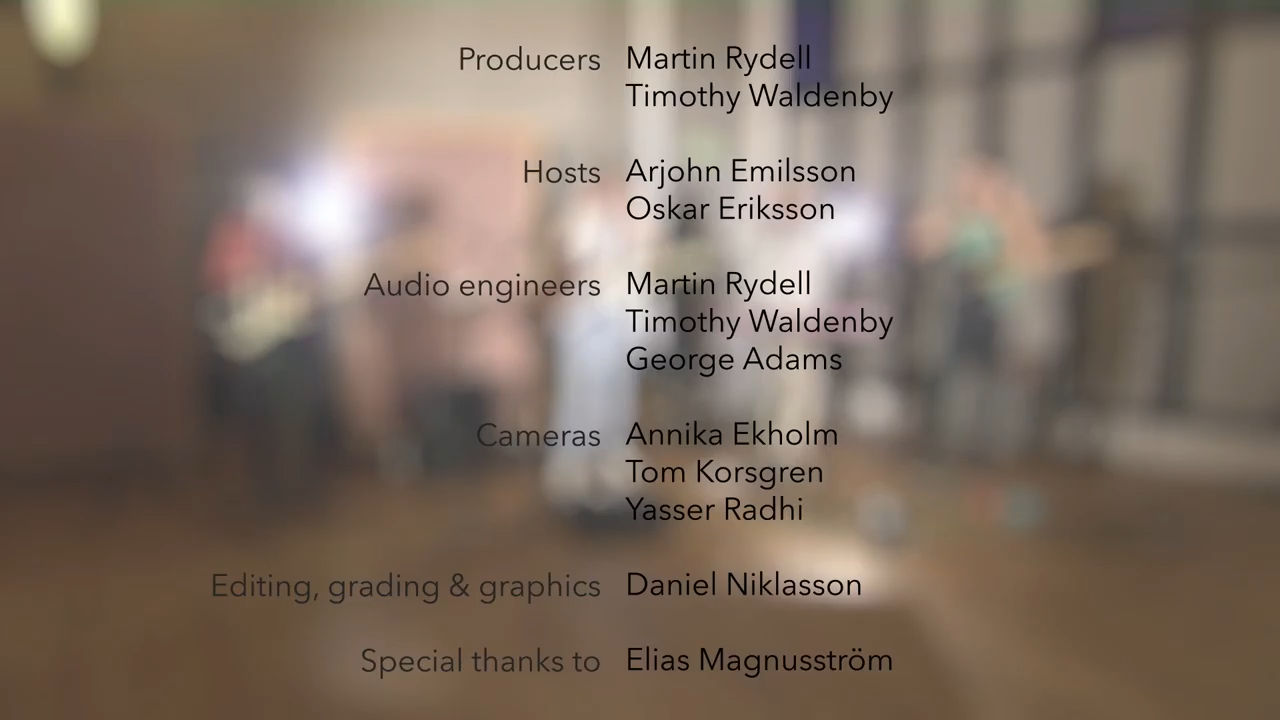 Producers Martin Rydell
Timothy Waldenby
Hosts Arjohn Emilsson
Oskar Eriksson
Audio engineers Martin Rydell
Timothy Waldenby
George Adams
Cameras Annika Ekholm
Tom Korsgren
Yasser Radhi
Editing, grading & graphics Daniel Niklasson
Special thanks to Elias Magnusström